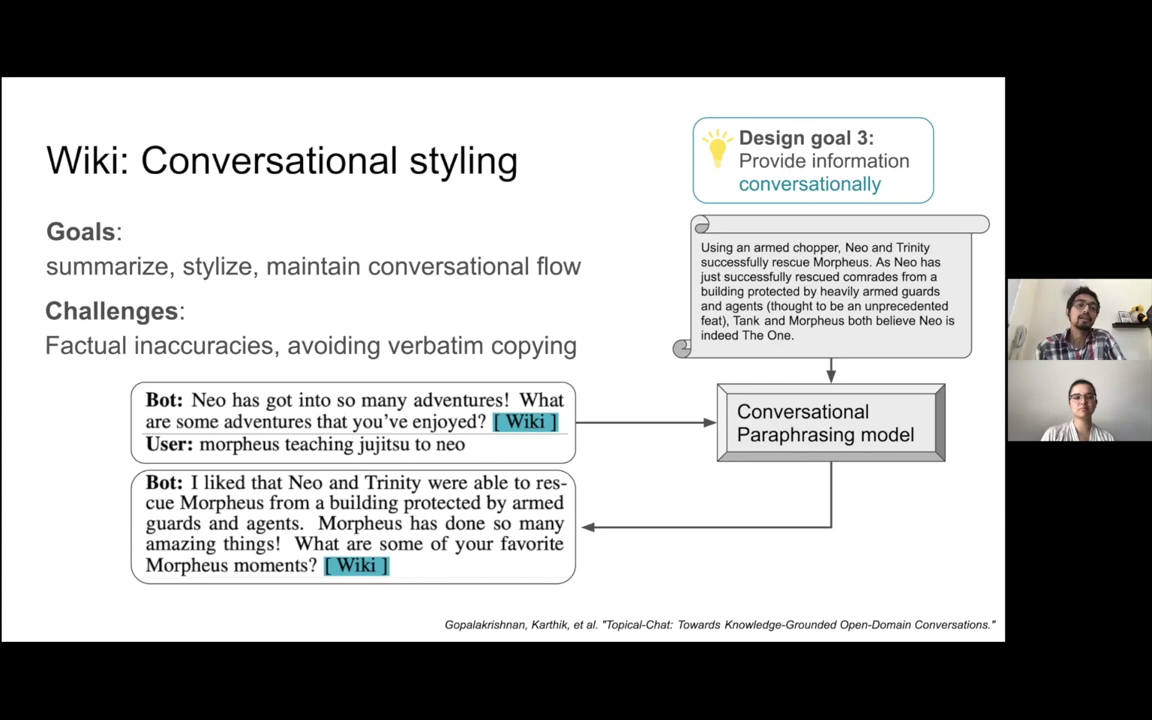 Wiki: Conversational styling
Goals:
summarize, stylize, maintain conversational flow
Challenges:
Factual inaccuracies, avoiding verbatim copying
Design goal 3:
Provide information
conversationally
Using an armed chopper, Neo and Trinity
successfully rescue Morpheus. As Neo has
just successfully rescued comrades from a
building protected by heavily armed guards
and agents (thought to be an unprecedented
feat), Tank and Morpheus both believe Neo is
indeed The One.
Bot: Neo has got into so many adventures! What
are some adventures that you've enjoyed? [ Wiki ]
User: morpheus teaching jujitsu to neo
Conversational
Paraphrasing model
Bot: I liked that Neo and Trinity were able to res-
cue Morpheus from a building protected by armed
guards and agents. Morpheus has done so many
amazing things! What are some of your favorite
Morpheus moments? [ Wiki ]
Gopalakrishnan, Karthik, et al. "Topical-Chat: Towards Knowledge-Grounded Open-Domain Conversations."